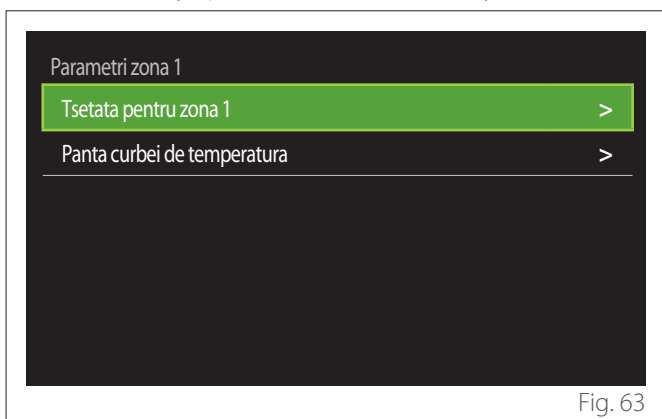 Parametri zona 1
Tsetata pentru zona 1 >
Panta curbei de temperatura >
Fig. 63